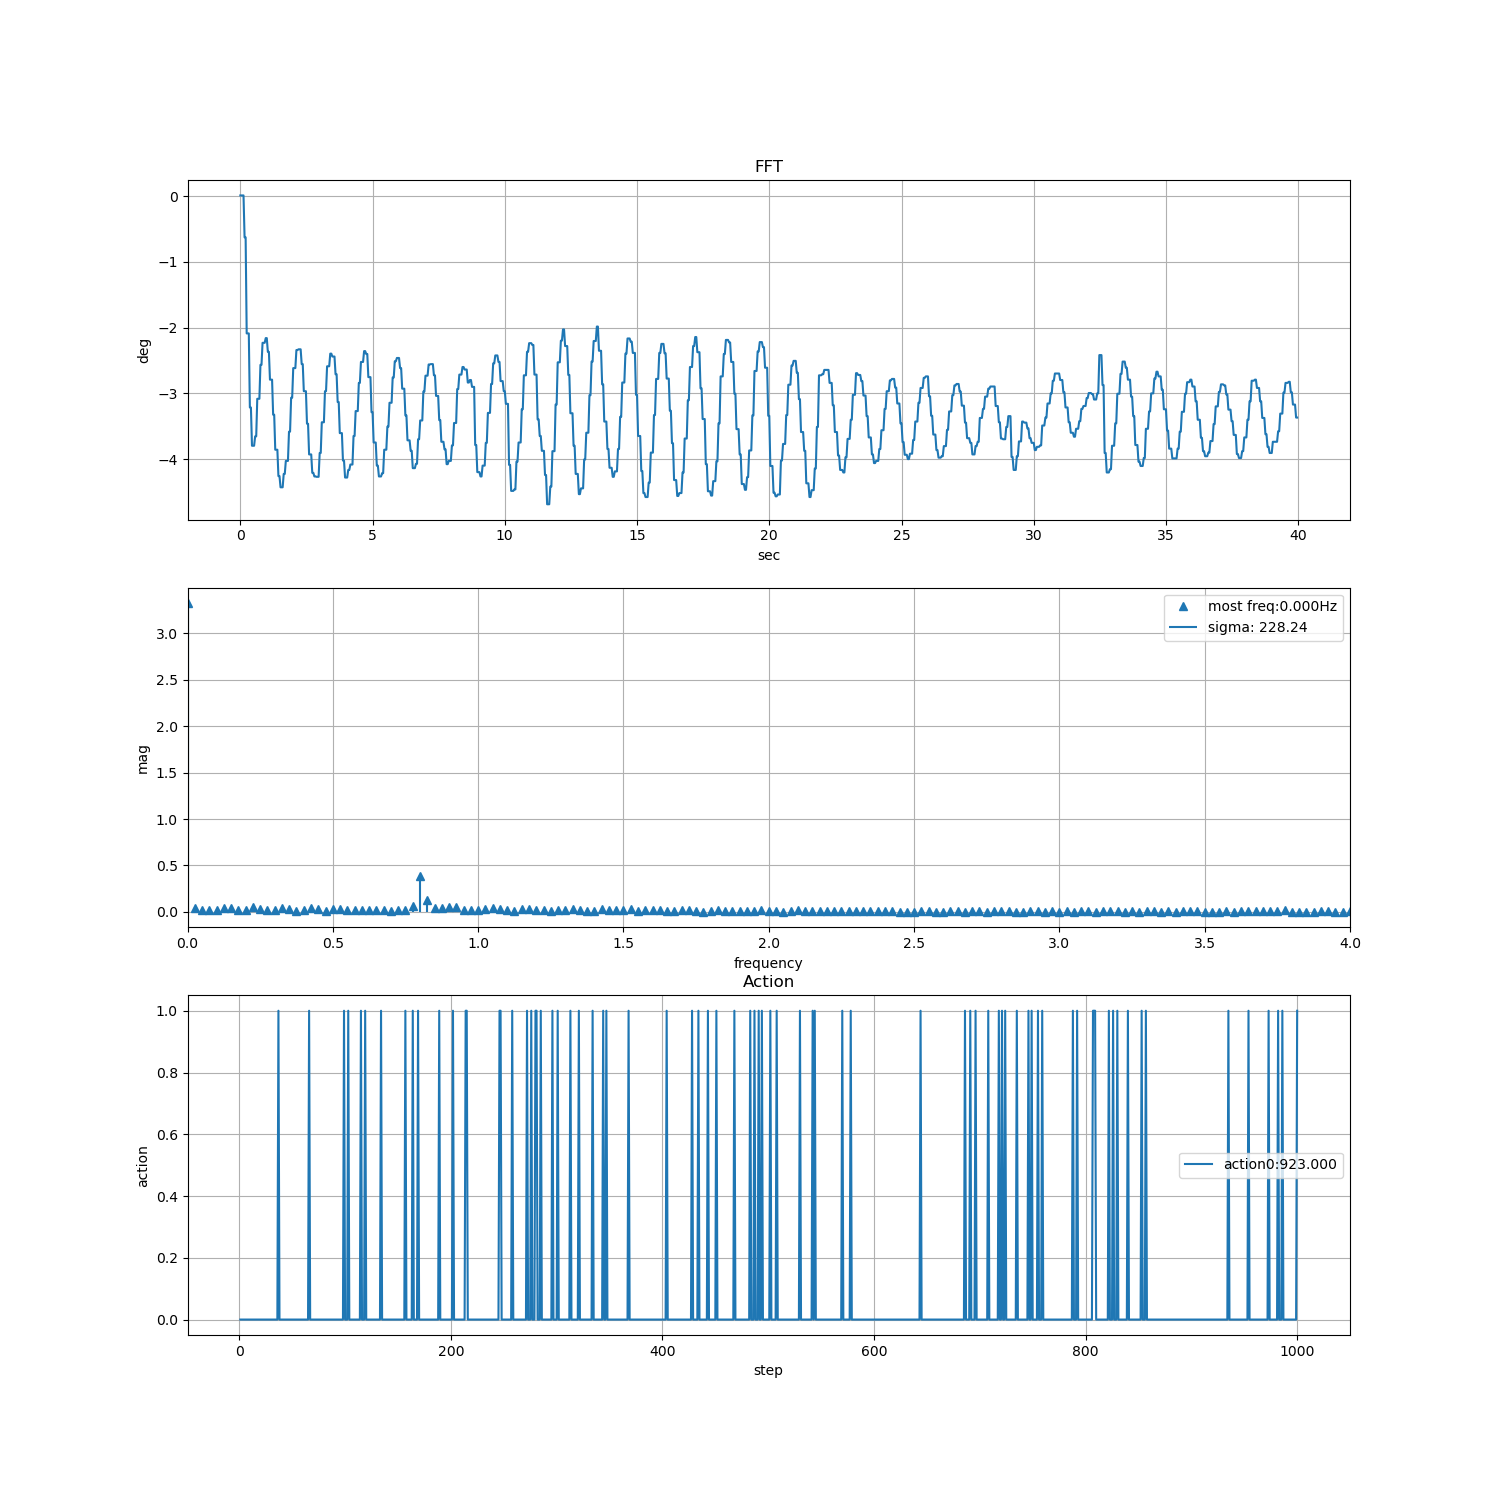 FFT
0
−1
−2
−3
−4
deg
0 5 10 15 20 25 30 35 40
sec
most freq:0.000Hz
sigma: 228.24
3.0
2.5
2.0
1.5
1.0
0.5
0.0
mag
0.0 0.5 1.0 1.5 2.0 2.5 3.0 3.5 4.0
frequency
Action
1.0
0.8
0.6
0.4
0.2
0.0
action
action0:923.000
0 200 400 600 800 1000
step